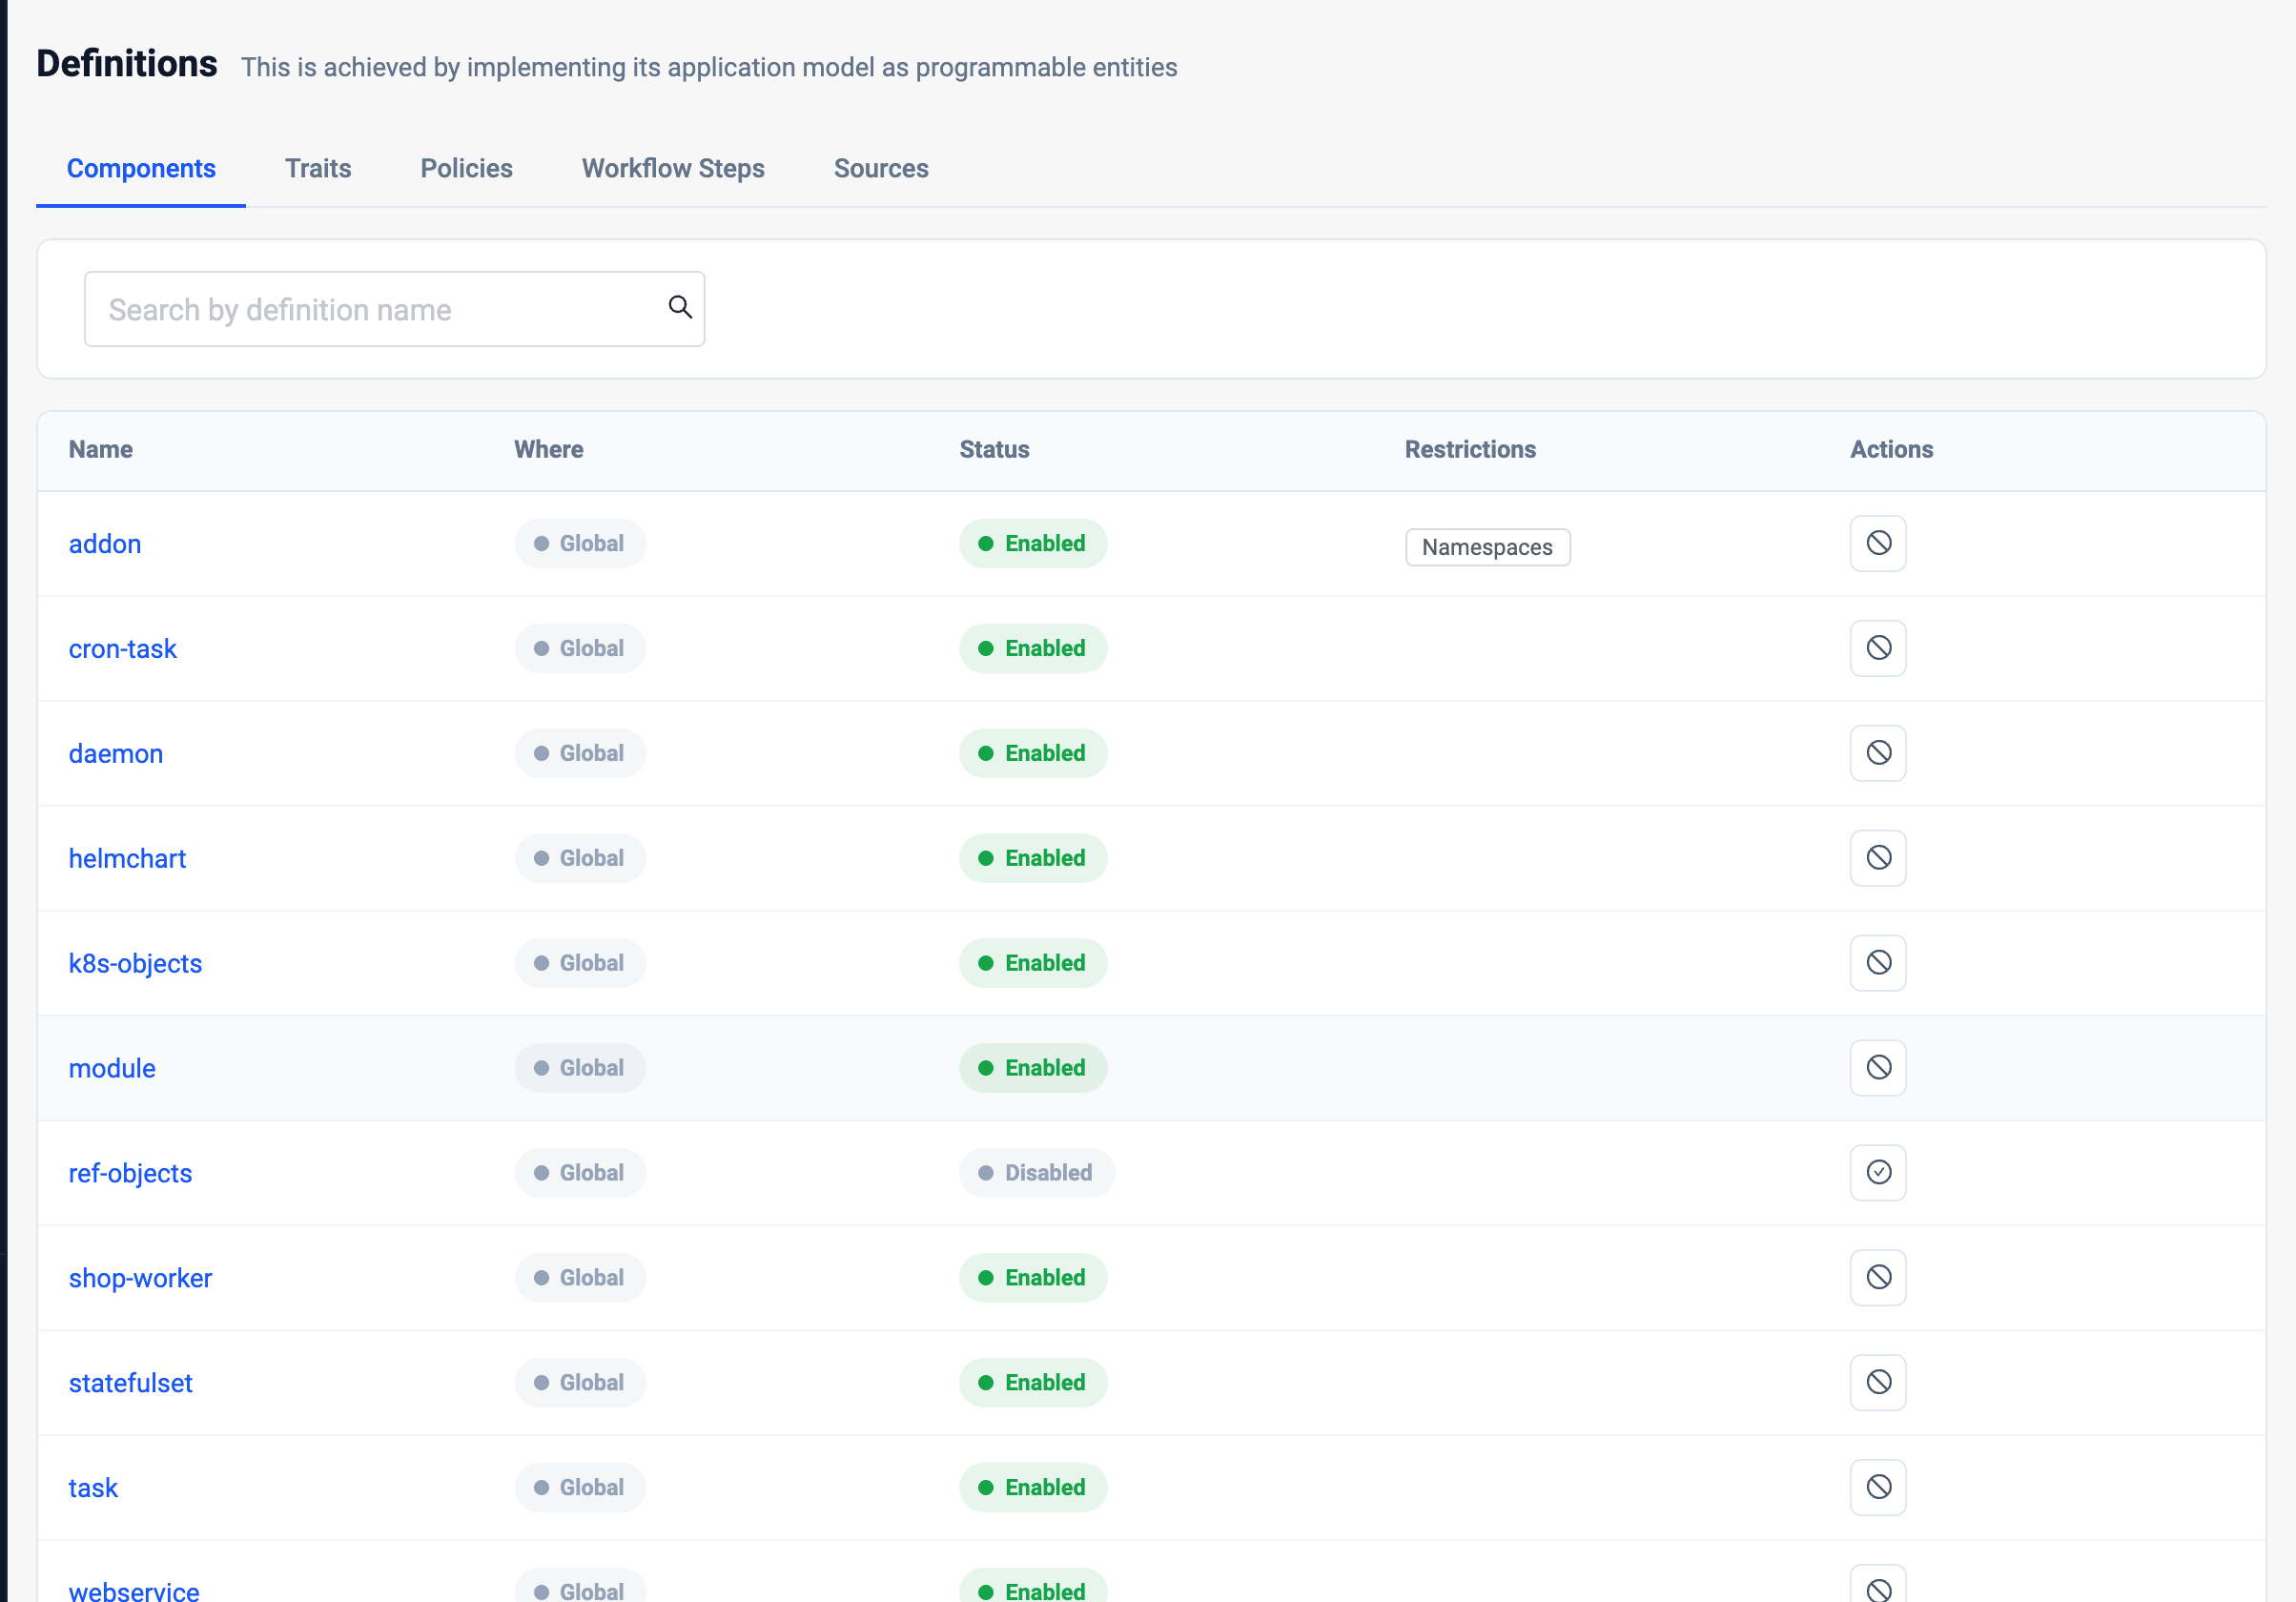 Definitions This is achieved by implementing its application model as programmable entities
Components Traits Policies Workflow Steps Sources
Search by definition name
Name Where Status Restrictions Actions
addon Global Enabled Namespaces
cron-task Global Enabled
daemon Global Enabled
helmchart Global Enabled
k8s-objects Global Enabled
module Global Enabled
ref-objects Global Disabled
shop-worker Global Enabled
statefulset Global Enabled
task Global Enabled
webservice Global Enabled